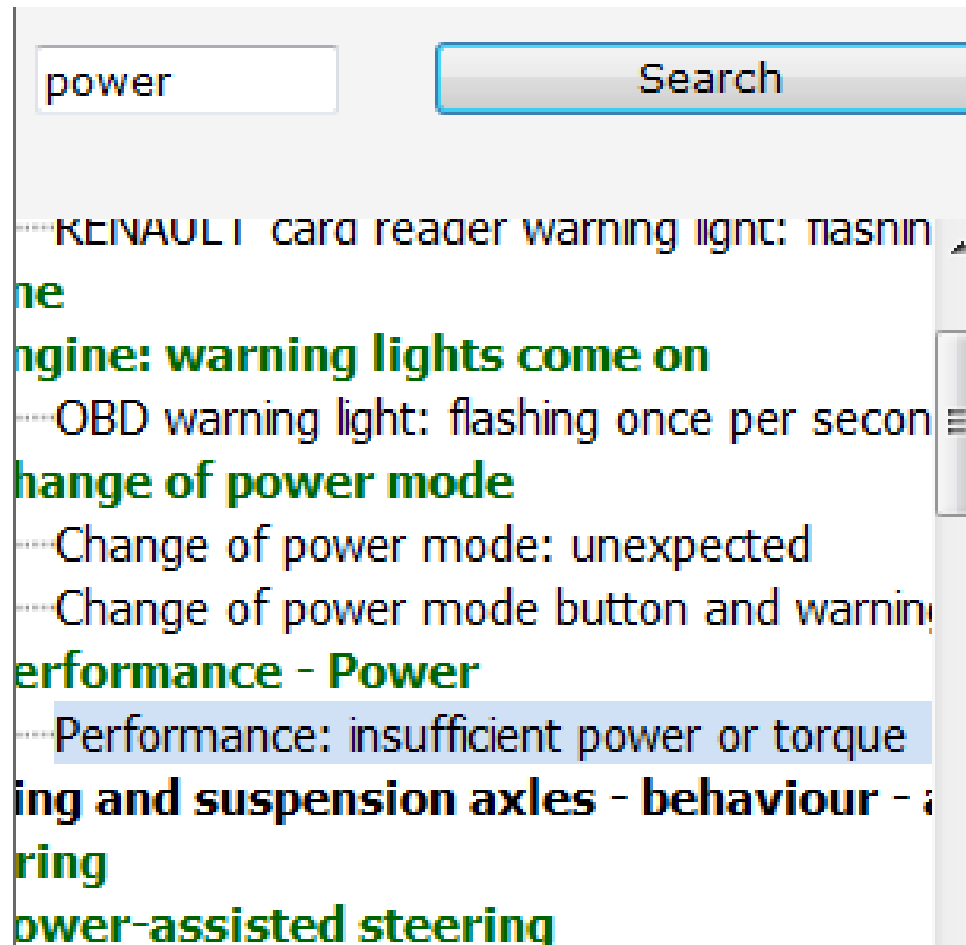 power
Search
RENAULT card reader warning light: flashin
ne
ngine: warning lights come on
OBD warning light: flashing once per secon
hange of power mode
Change of power mode: unexpected
Change of power mode button and warning
erformance - Power
Performance: insufficient power or torque
ing and suspension axles - behaviour - a
ring
ower-assisted steering